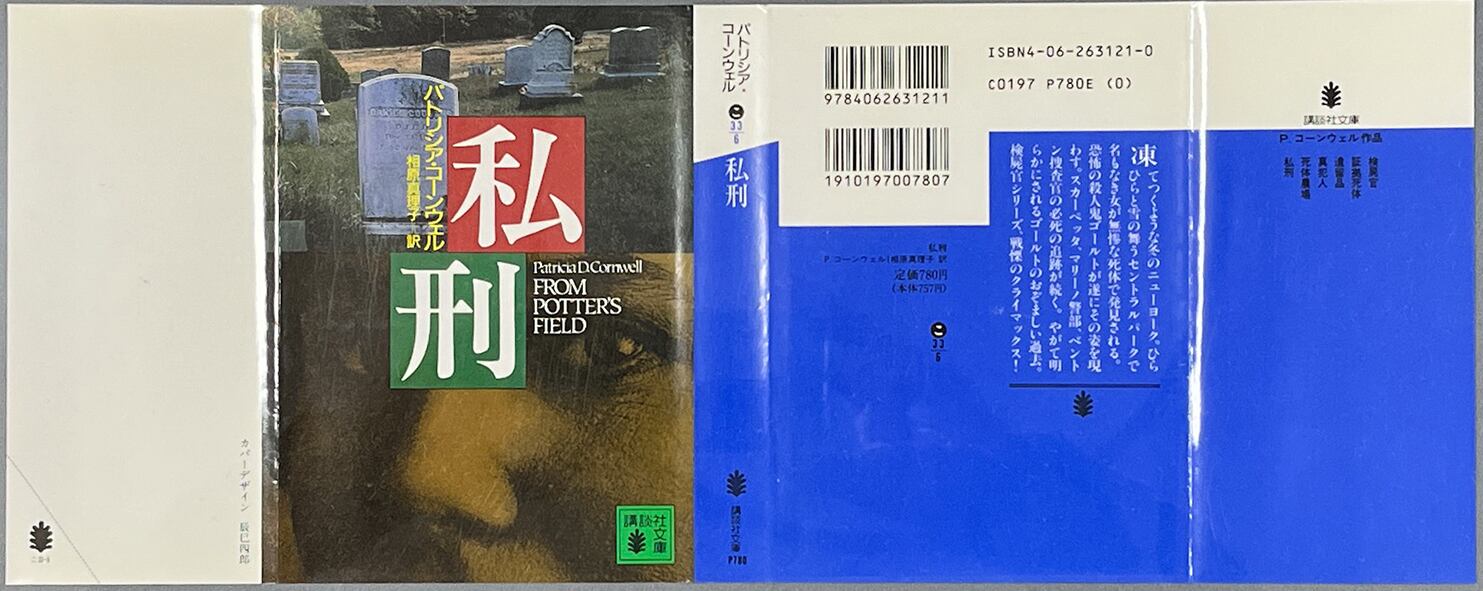 カバーデザイン 辰巳四郎
パトリシア・コーンウェル
相原真理子 訳
私
刑
Patricia D. Cornwell
FROM
POTTER'S
FIELD
講談社
文庫
パトリシア・
コーンウェル
こ
33
6
私刑
講談社文庫
P780
9784062631211
1910197007807
ISBN4-06-263121-0
C0197 P780E (0)
凍てつくような冬のニューヨーク。ひら
ひらと雪の舞うセントラルパークで
名もなき女が無惨な死体で発見される。
恐怖の殺人鬼ゴールトが遂にその姿を現
わす。スカーペッタ、マリーノ警部、ベント
ン捜査官の必死の追跡が続く。やがて明
らかにされるゴールトのおぞましい過去。
検屍官シリーズ、戦慄のクライマックス!
私刑
P.コーンウェル|相原真理子 訳
定価780円
(本体757円)
こ
33
6
講談社文庫
P.コーンウェル作品
検屍官
証拠死体
遺留品
真犯人
死体農場
私刑